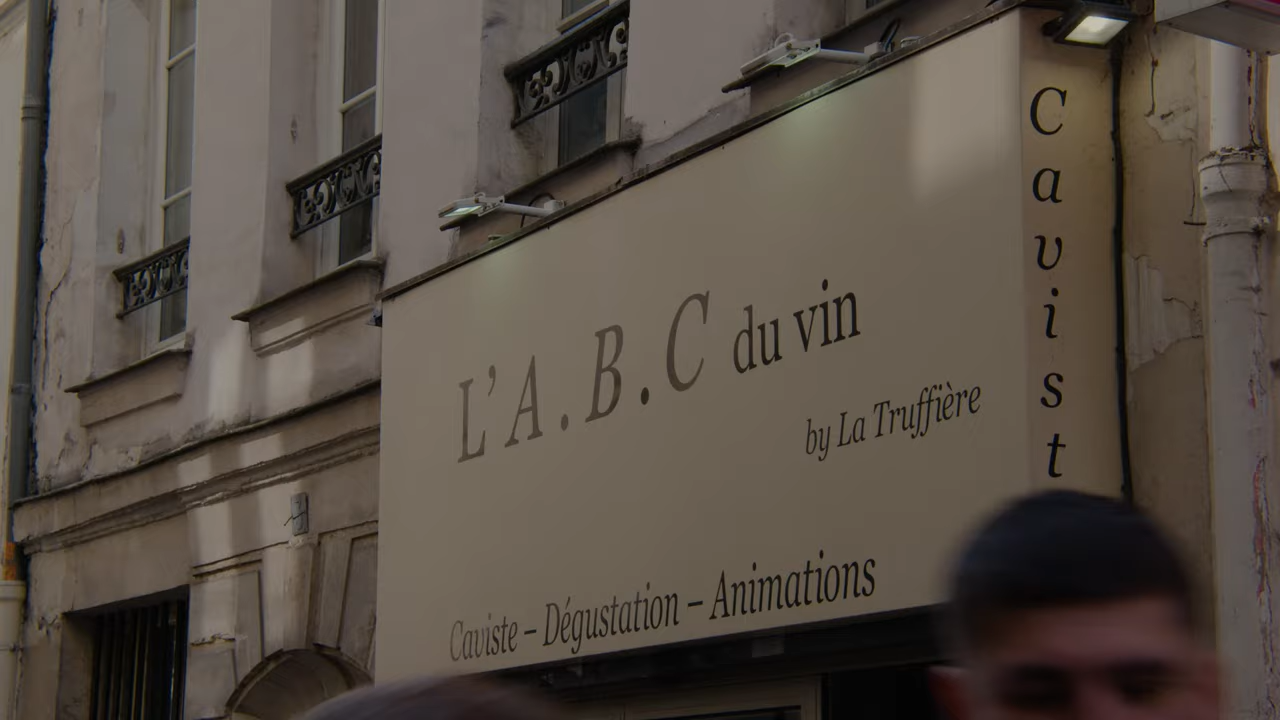 L'A.B.C du vin
by La Truffière
Caviste – Dégustation – Animations
Cavist